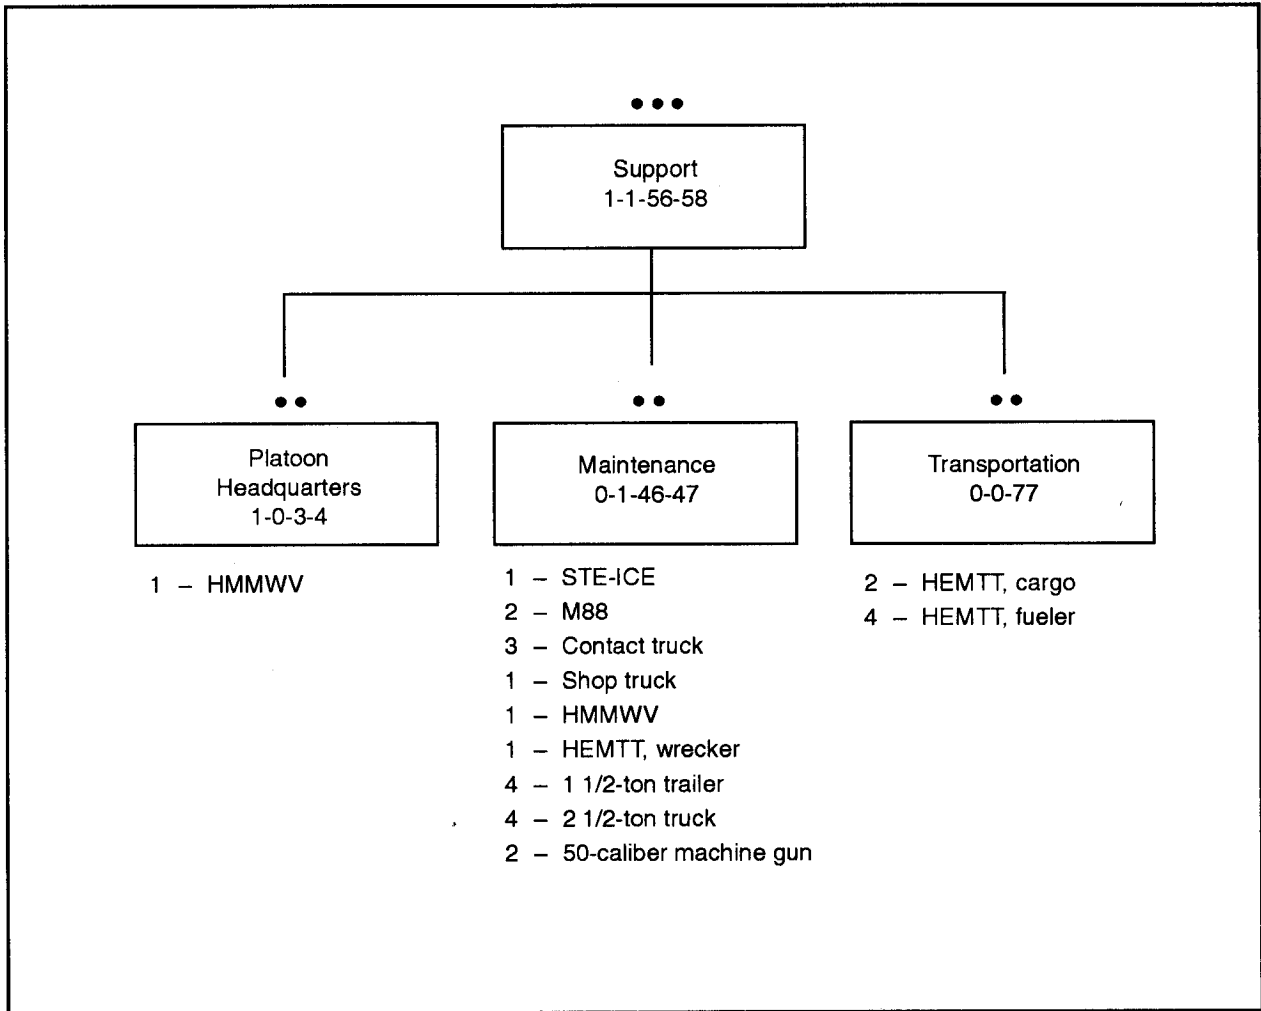 Support
1-1-56-58
Platoon
Headquarters
1-0-3-4
1 – HMMWV
Maintenance
0-1-46-47
1 – STE-ICE
2 – M88
3 – Contact truck
1 – Shop truck
1 – HMMWV
1 – HEMTT, wrecker
4 – 1 1/2-ton trailer
4 – 2 1/2-ton truck
2 – 50-caliber machine gun
Transportation
0-0-77
2 – HEMTT, cargo
4 – HEMTT, fueler